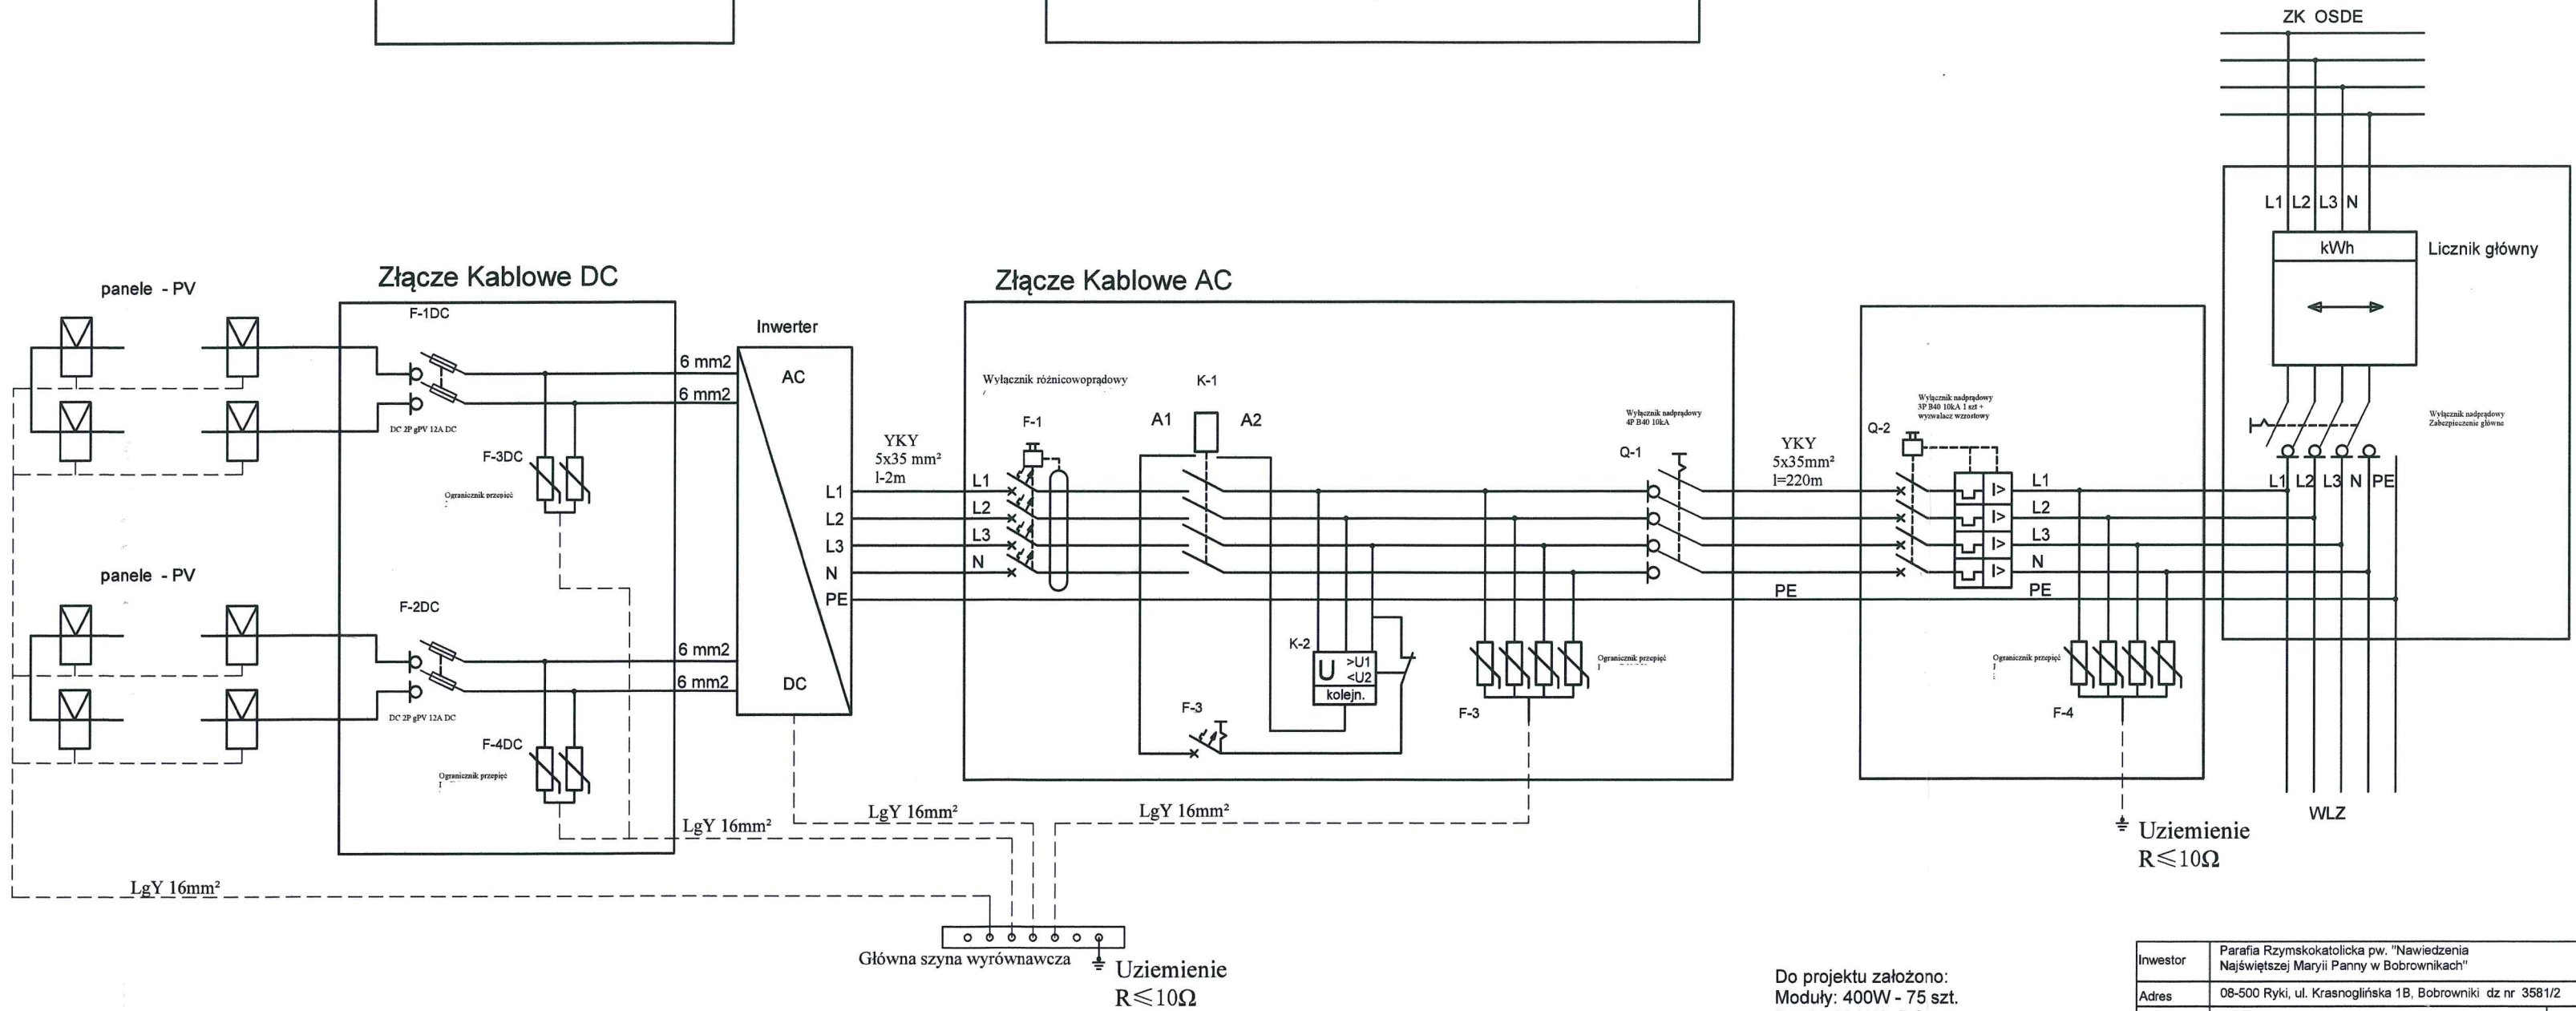 ZK OSDE
L1 L2 L3 N
kWh
Licznik główny
Wyłącznik nadprądowy
Zabezpieczenie główne
L1 L2 L3 N PE
WLZ
panele - PV
panele - PV
Złącze Kablowe DC
F-1DC
DC 2P gPV 12A DC
F-3DC
Ogranicznik przepięć
F-2DC
DC 2P gPV 12A DC
F-4DC
Ogranicznik przepięć
6 mm2
6 mm2
6 mm2
6 mm2
Inwerter
AC
DC
L1
L2
L3
N
PE
YKY
5x35 mm²
l-2m
Złącze Kablowe AC
Wyłacznik różnicowoprądowy
F-1
L1
L2
L3
N
K-1
A1
A2
K-2
U
>U1
<U2
kolejn.
F-3
F-3
Ogranicznik przepięć
Wyłącznik nadprądowy
4P B40 10kA
Q-1
YKY
5x35mm²
l=220m
PE
Wyłącznik nadprądowy
3P B40 10kA 1 szt +
wyzwalacz wzrostowy
Q-2
I>
I>
I>
I>
L1
L2
L3
N
PE
Ogranicznik przepięć
F-4
Uziemienie
R≤10Ω
LgY 16mm²
LgY 16mm²
LgY 16mm²
LgY 16mm²
Główna szyna wyrównawcza
Uziemienie
R≤10Ω
Do projektu założono:
Moduły: 400W - 75 szt.
Inwestor
Parafia Rzymskokatolicka pw. "Nawiedzenia
Najświętszej Maryii Panny w Bobrownikach"
Adres
08-500 Ryki, ul. Krasnoglińska 1B, Bobrowniki dz nr 3581/2